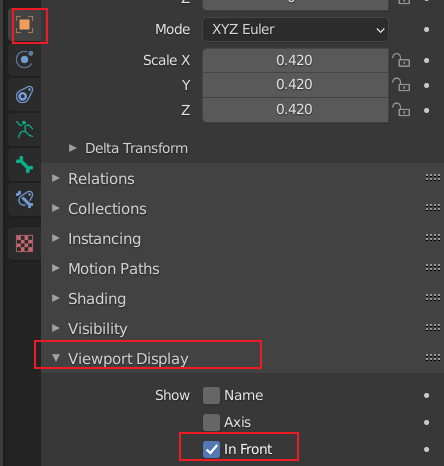 Z
Mode XYZ Euler
Scale X 0.420
Y 0.420
Z 0.420
Delta Transform
Relations
Collections
Instancing
Motion Paths
Shading
Visibility
Viewport Display
Show Name
Axis
In Front